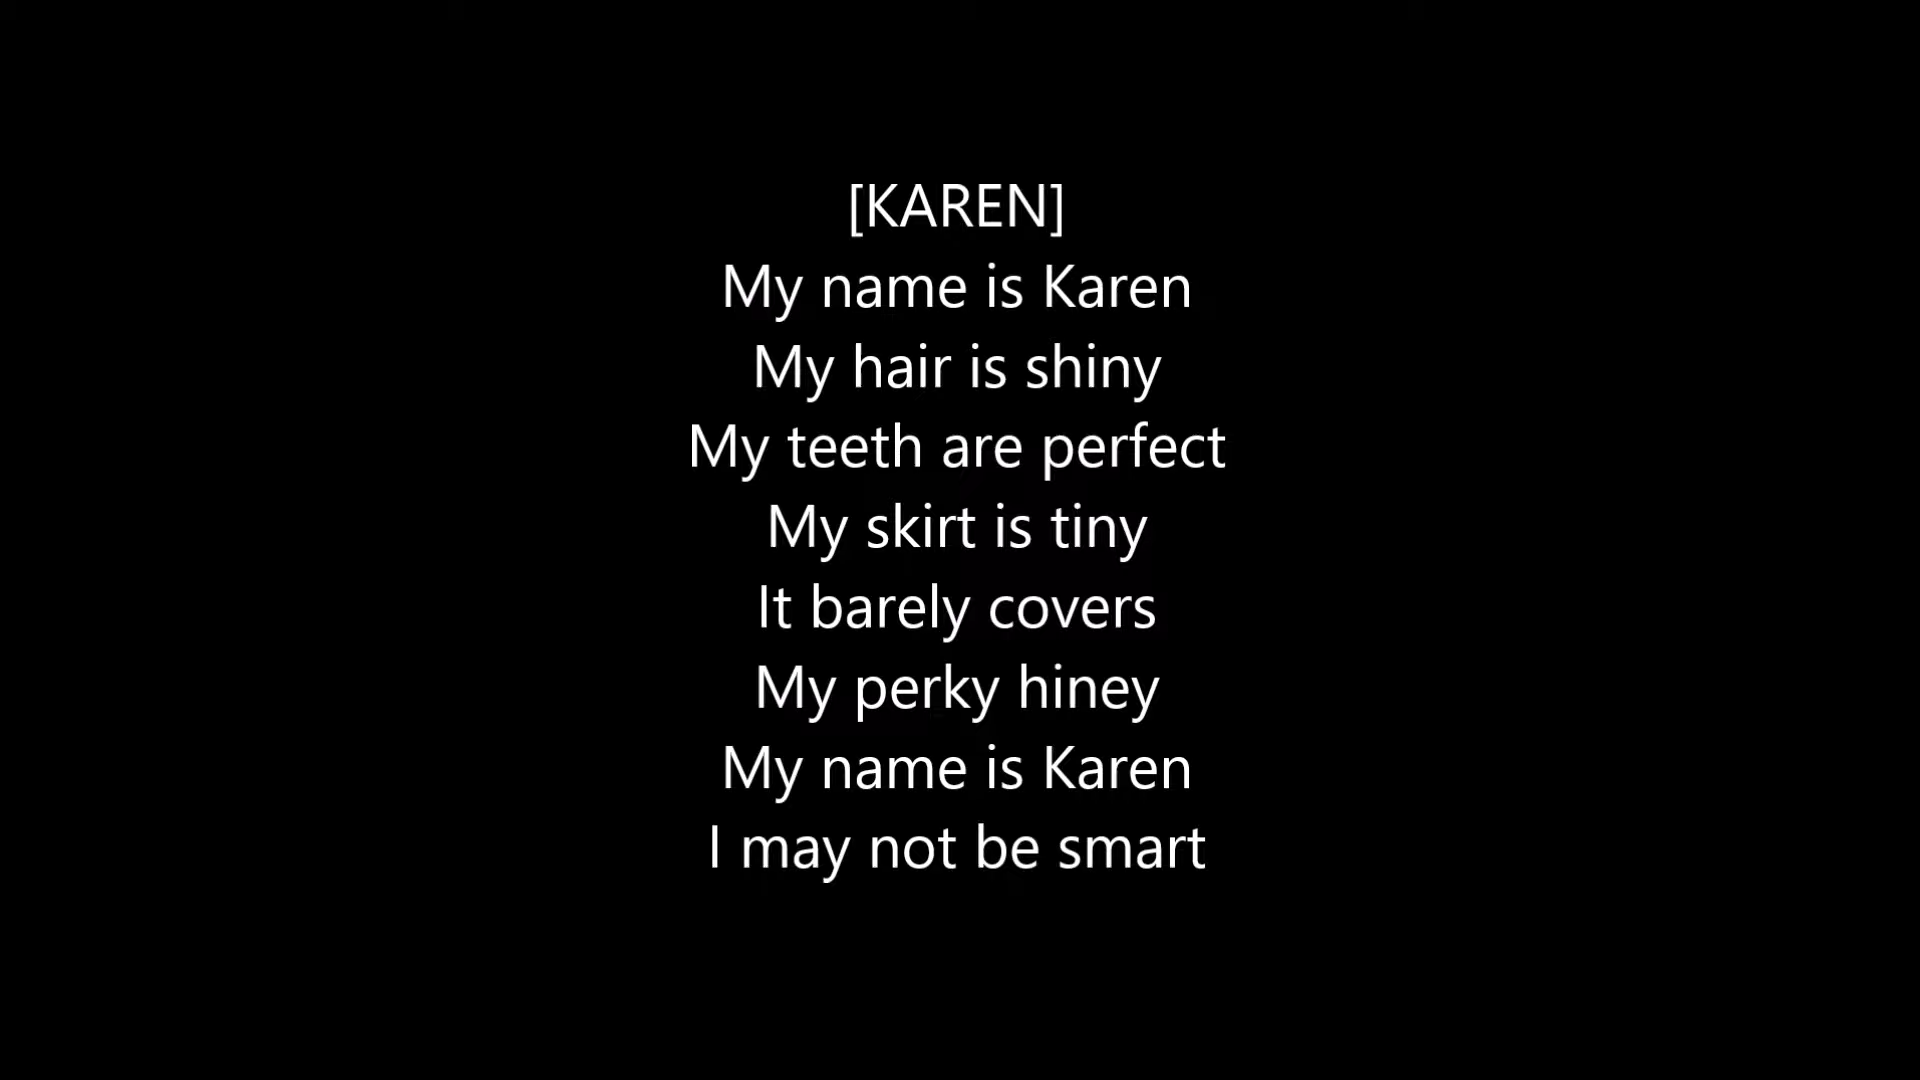 [KAREN]
My name is Karen
My hair is shiny
My teeth are perfect
My skirt is tiny
It barely covers
My perky hiney
My name is Karen
I may not be smart